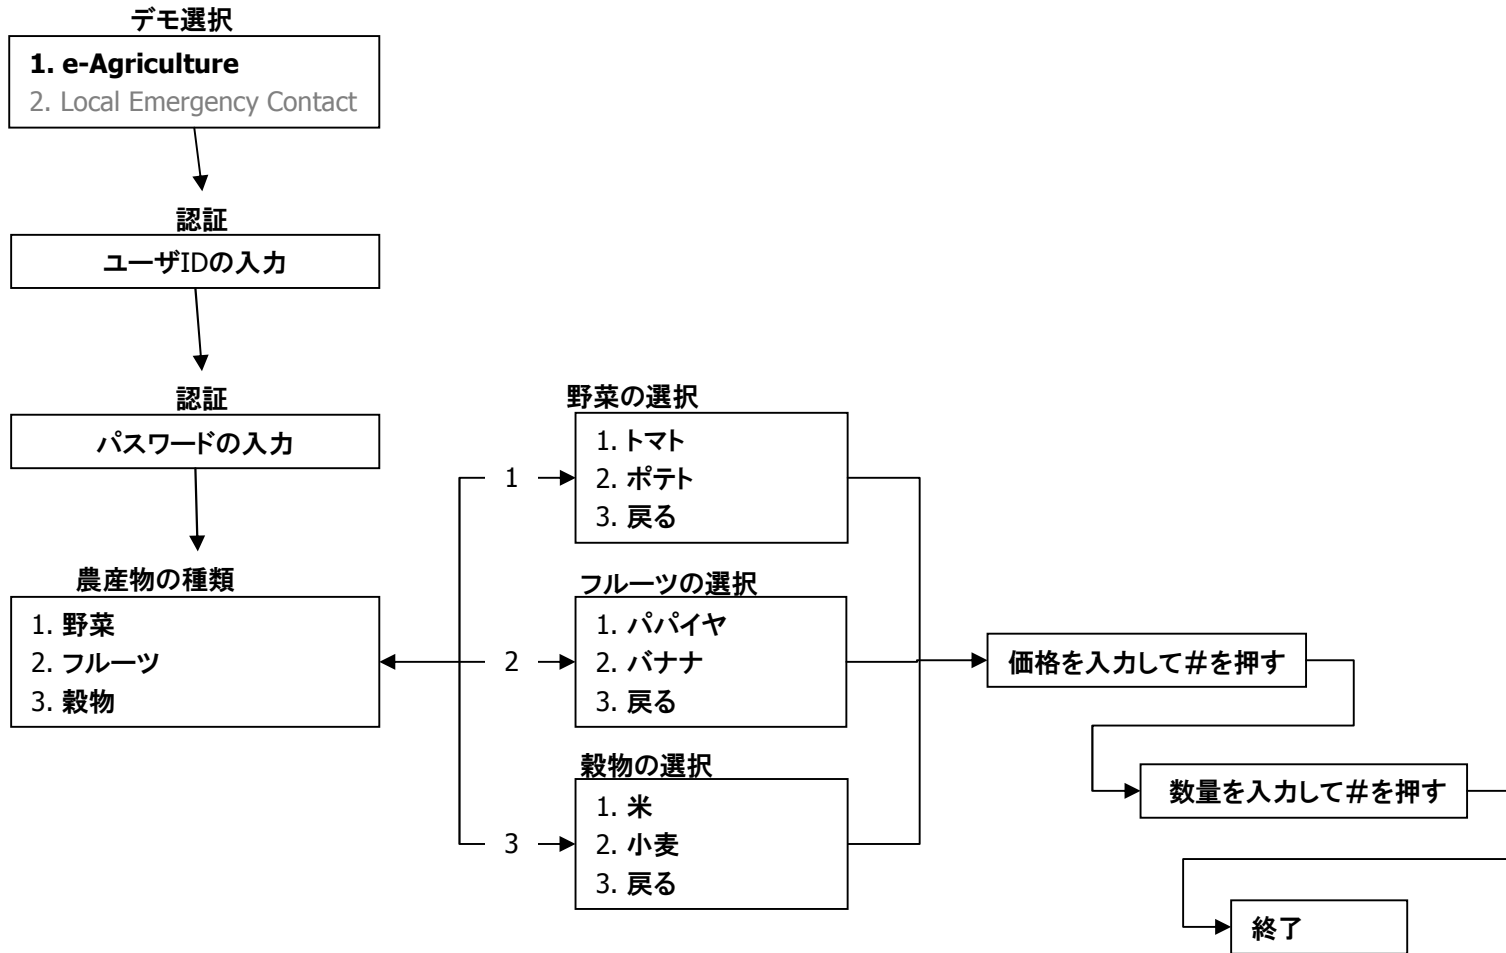 デモ選択
1. e-Agriculture
2. Local Emergency Contact
認証
ユーザIDの入力
認証
パスワードの入力
農産物の種類
1. 野菜
2. フルーツ
3. 穀物
1
2
3
野菜の選択
1. トマト
2. ポテト
3. 戻る
フルーツの選択
1. パパイヤ
2. バナナ
3. 戻る
穀物の選択
1. 米
2. 小麦
3. 戻る
価格を入力して＃を押す
数量を入力して＃を押す
終了